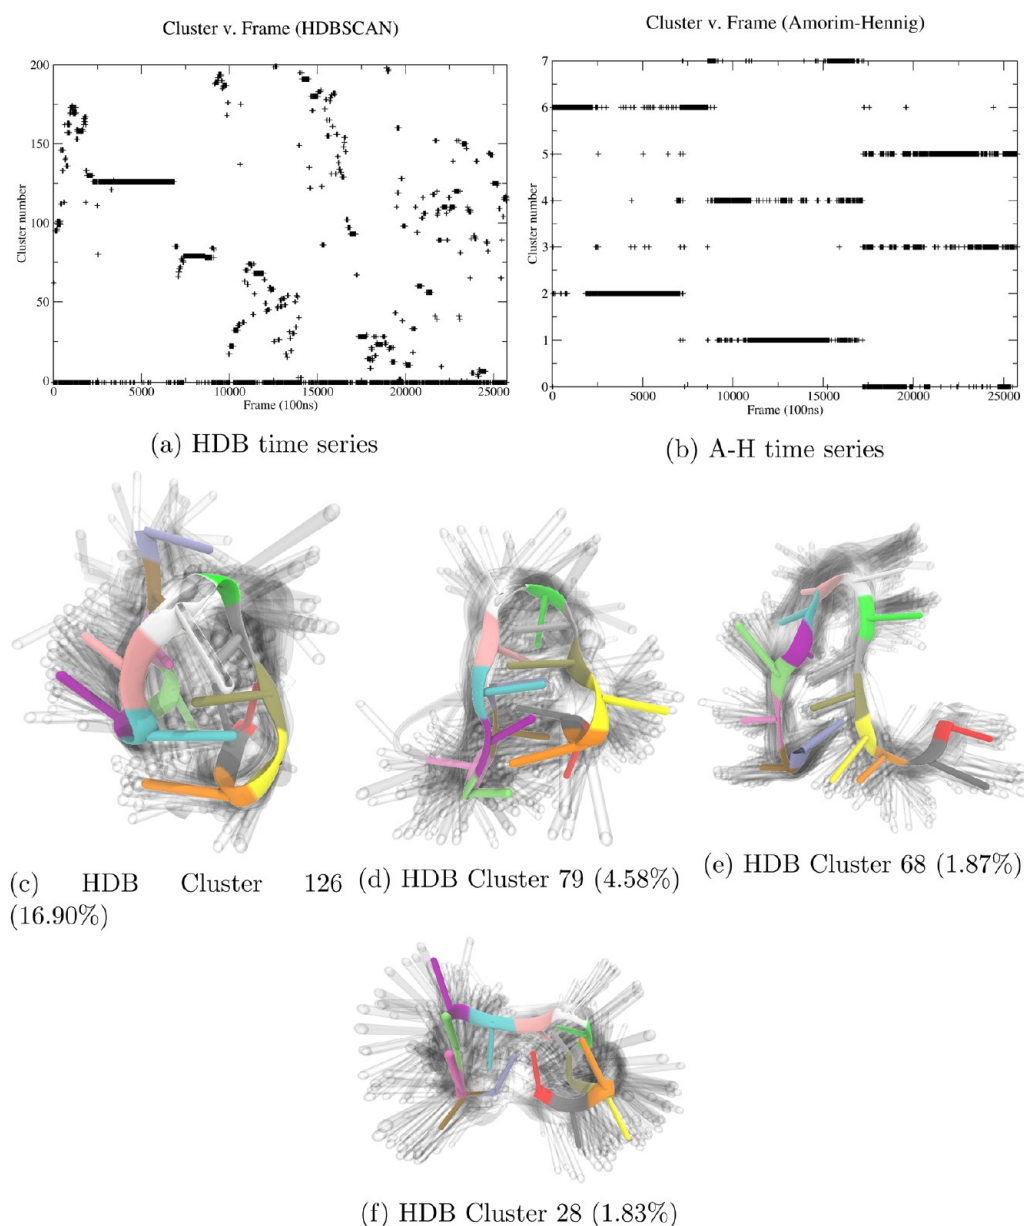 Cluster v. Frame (HDBSCAN)
200
150
100
50
0
Cluster number
0 5000 10000 15000 20000 25000
Frame (100ns)
(a) HDB time series
Cluster v. Frame (Amorim-Hennig)
7
6
5
4
3
2
1
0
Cluster number
0 5000 10000 15000 20000 25000
Frame (100ns)
(b) A-H time series
(c) HDB Cluster 126
(16.90%)
(d) HDB Cluster 79 (4.58%)
(e) HDB Cluster 68 (1.87%)
(f) HDB Cluster 28 (1.83%)